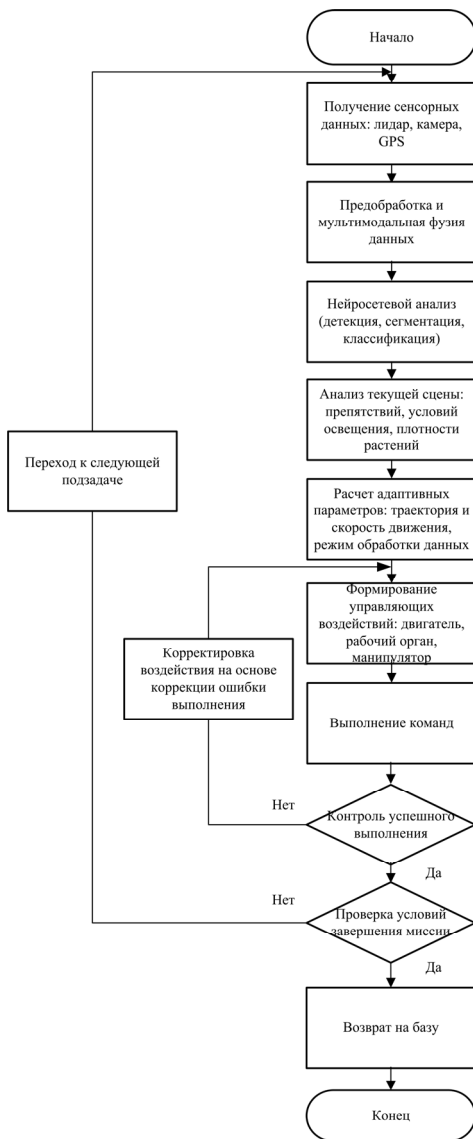 Начало
Получение сенсорных
данных: лидар, камера,
GPS
Предобработка и
мультимодальная фузия
данных
Нейросетевой анализ
(детекция, сегментация,
классификация)
Анализ текущей сцены:
препятствий, условий
освещения, плотности
растений
Переход к следующей
подзадаче
Расчет адаптивных
параметров: траектория и
скорость движения,
режим обработки данных
Формирование
управляющих
воздействий: двигатель,
рабочий орган,
манипулятор
Корректировка
воздействия на основе
коррекции ошибки
выполнения
Выполнение команд
Нет
Контроль успешного
выполнения
Да
Нет
Проверка условий
завершения миссии
Да
Возврат на базу
Конец